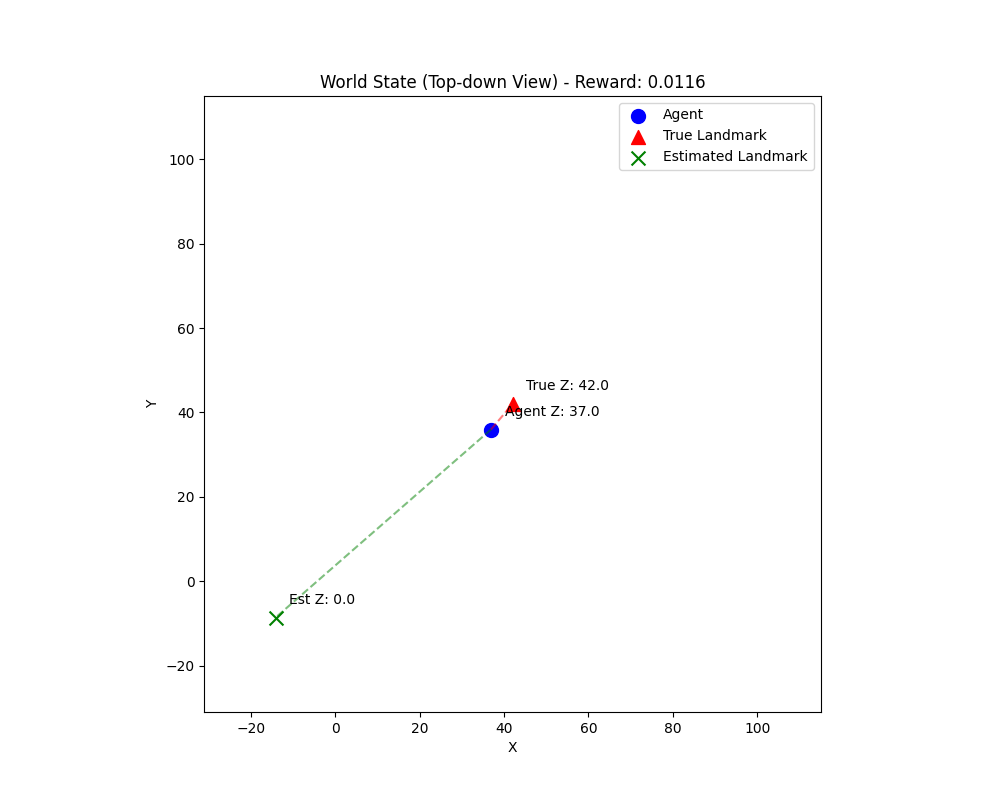 World State (Top-down View) - Reward: 0.0116
Agent
True Landmark
Estimated Landmark
100
80
60
40
20
0
−20
Y
True Z: 42.0
Agent Z: 37.0
Est Z: 0.0
−20 0 20 40 60 80 100
X